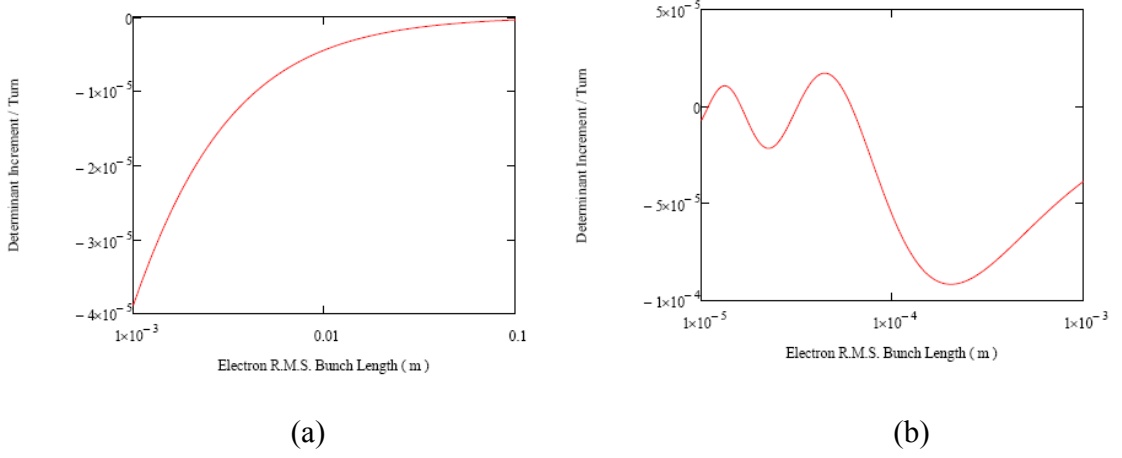 0
− 1×10⁻⁵
− 2×10⁻⁵
− 3×10⁻⁵
− 4×10⁻⁵
1×10⁻³ 0.01 0.1
Determinant Increment / Turn
Electron R.M.S. Bunch Length ( m )
(a)
5×10⁻⁵
0
− 5×10⁻⁵
− 1×10⁻⁴
1×10⁻⁵ 1×10⁻⁴ 1×10⁻³
Determinant Increment / Turn
Electron R.M.S. Bunch Length ( m )
(b)